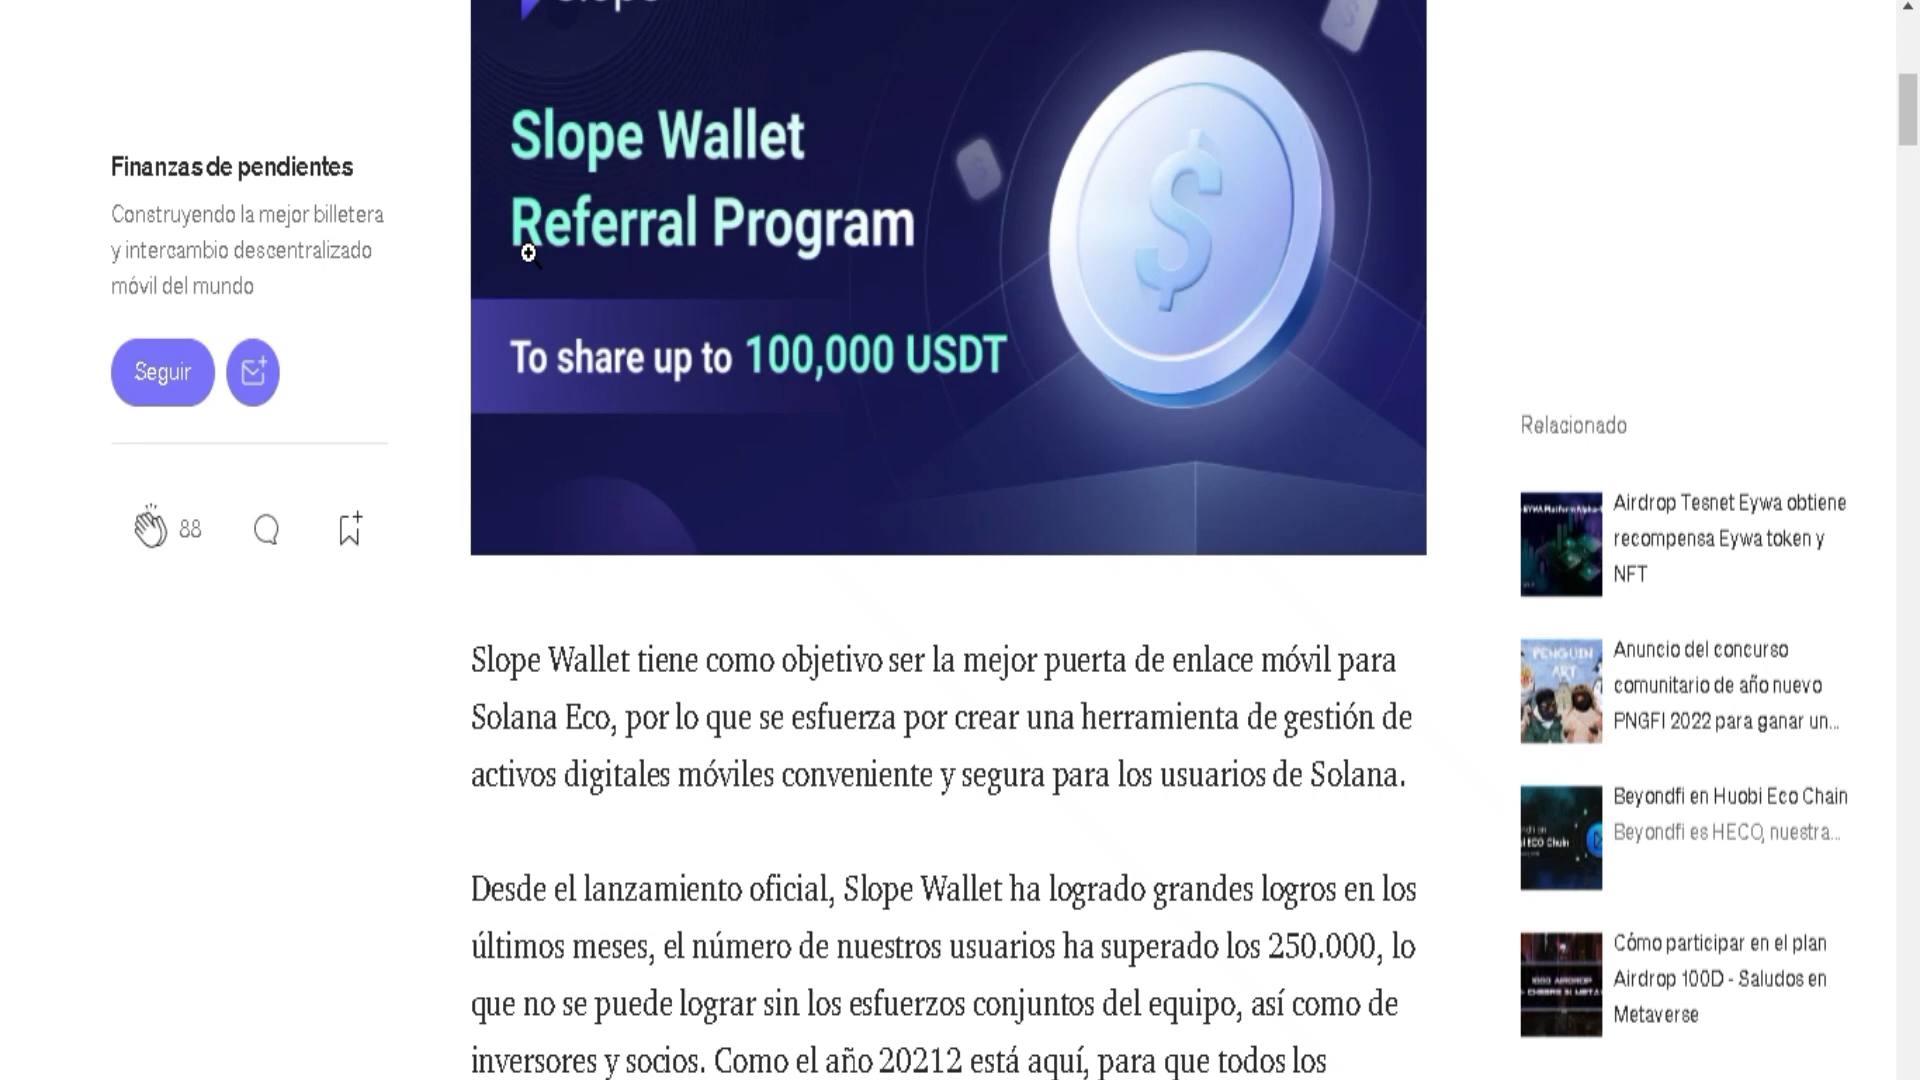 Slope
Slope Wallet
Referral Program
To share up to 100,000 USDT
Finanzas de pendientes
Construyendo la mejor billetera
y intercambio descentralizado
móvil del mundo
Seguir
88
Slope Wallet tiene como objetivo ser la mejor puerta de enlace móvil para
Solana Eco, por lo que se esfuerza por crear una herramienta de gestión de
activos digitales móviles conveniente y segura para los usuarios de Solana.
Desde el lanzamiento oficial, Slope Wallet ha logrado grandes logros en los
últimos meses, el número de nuestros usuarios ha superado los 250.000, lo
que no se puede lograr sin los esfuerzos conjuntos del equipo, así como de
inversores y socios. Como el año 20212 está aquí, para que todos los
Relacionado
Airdrop Tesnet Eywa obtiene
recompensa Eywa token y
NFT
PENGUIN
ART
Anuncio del concurso
comunitario de año nuevo
PNGFI 2022 para ganar un...
ECO Chain
Beyondfi en Huobi Eco Chain
Beyondfi es HECO, nuestra...
Cómo participar en el plan
Airdrop 100D - Saludos en
Metaverse